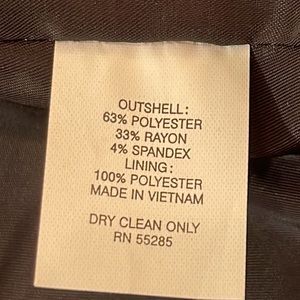 OUTSHELL:
63% POLYESTER
33% RAYON
4% SPANDEX
LINING:
100% POLYESTER
MADE IN VIETNAM
DRY CLEAN ONLY
RN 55285